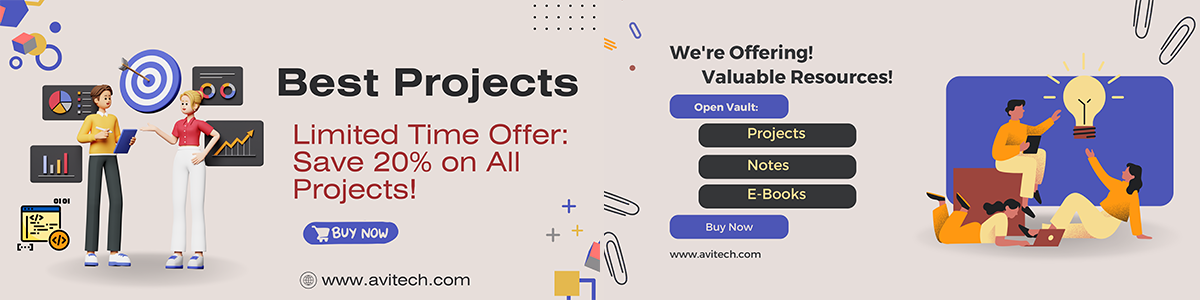 Best Projects
Limited Time Offer:
Save 20% on All
Projects!
BUY NOW
www.avitech.com
We're Offering!
Valuable Resources!
Open Vault:
Projects
Notes
E-Books
Buy Now
www.avitech.com